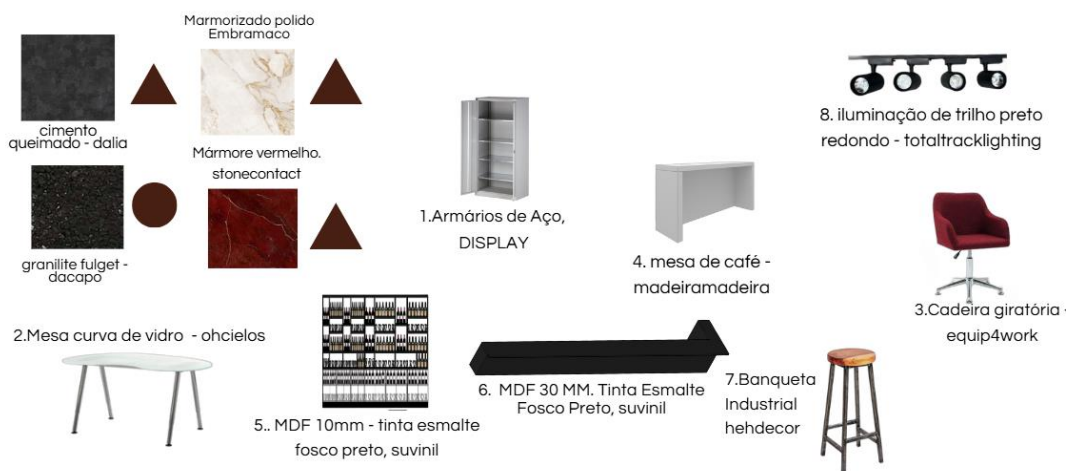 Marmorizado polido
Embramaco
cimento
queimado - dalia
Mármore vermelho.
stonecontact
granilite fulget -
dacapo
1.Armários de Aço,
DISPLAY
4. mesa de café -
madeiramadeira
8. iluminação de trilho preto
redondo - totaltracklighting
3.Cadeira giratória -
equip4work
2.Mesa curva de vidro - ohcielos
5.. MDF 10mm - tinta esmalte
fosco preto, suvinil
6. MDF 30 MM. Tinta Esmalte
Fosco Preto, suvinil
7.Banqueta
Industrial
hehdecor